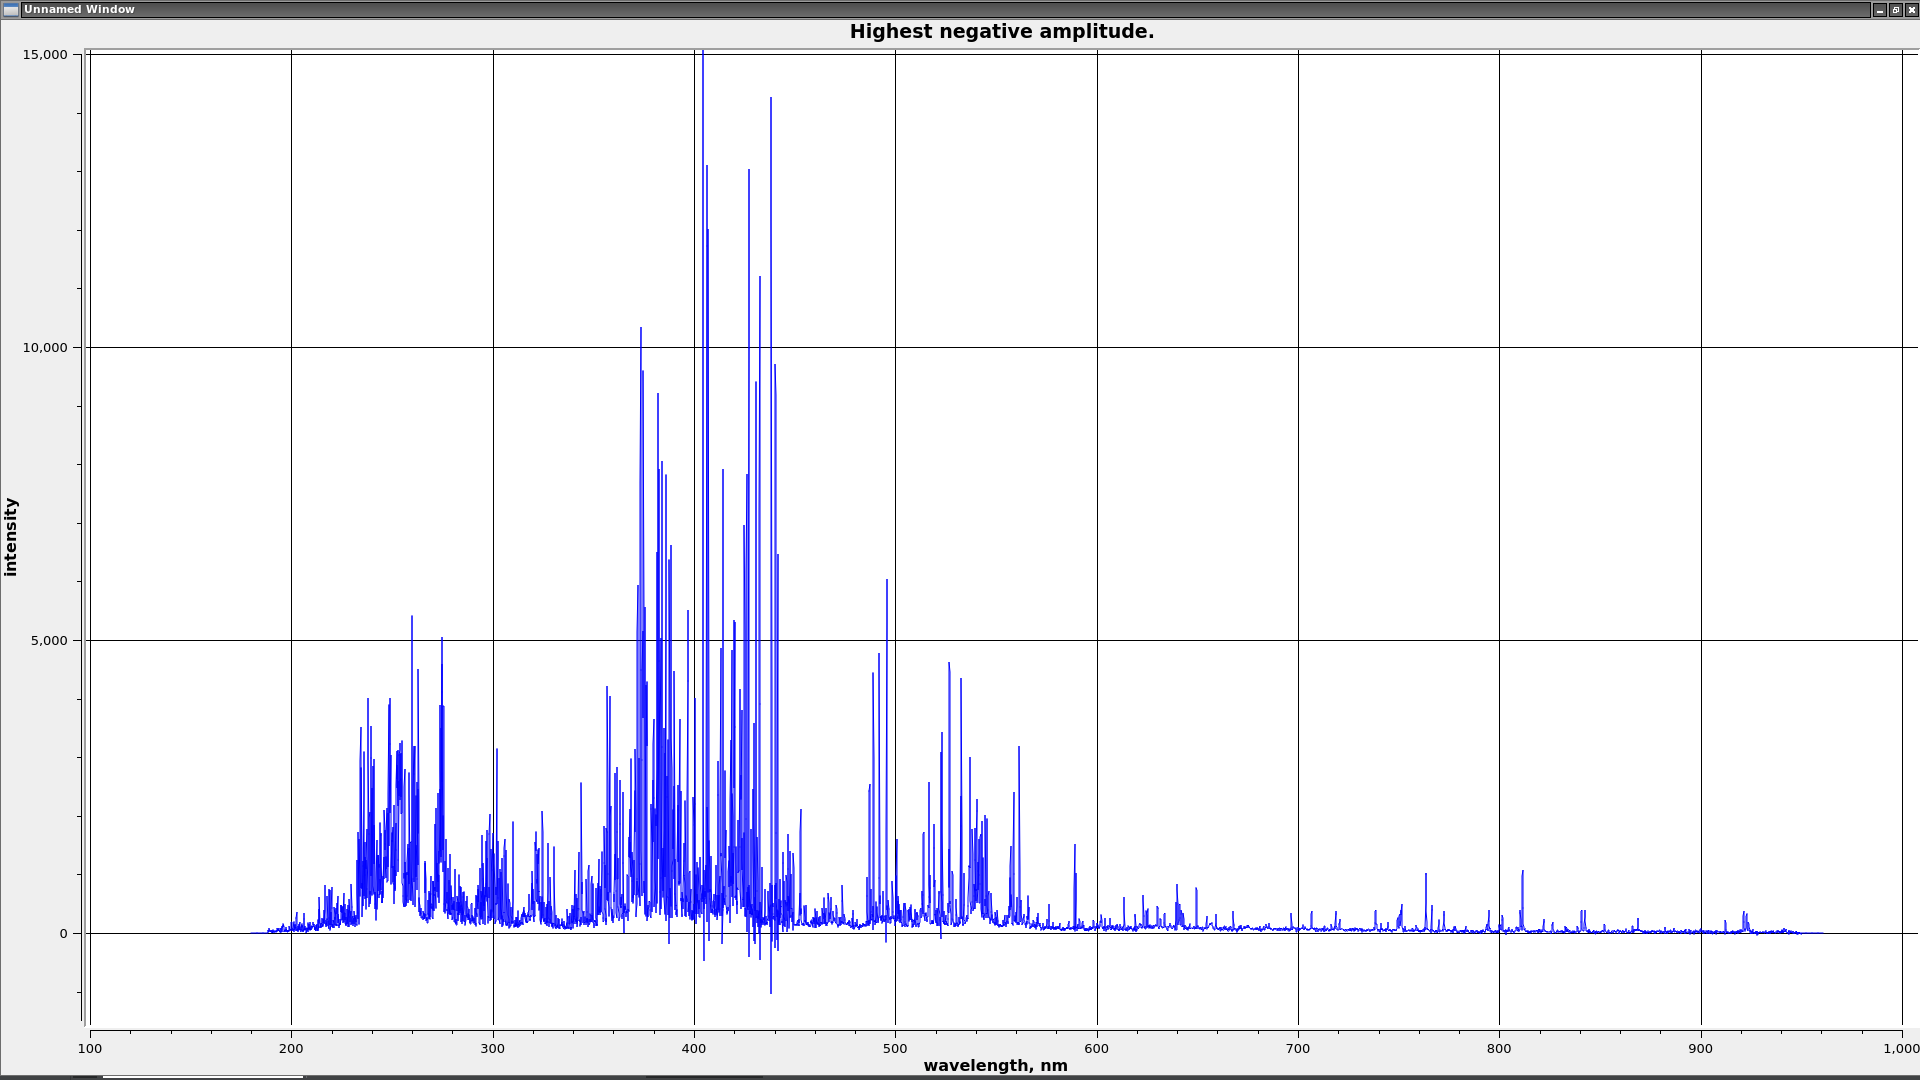 Unnamed Window
Highest negative amplitude.
15,000
10,000
5,000
0
intensity
100 200 300 400 500 600 700 800 900 1,000
wavelength, nm